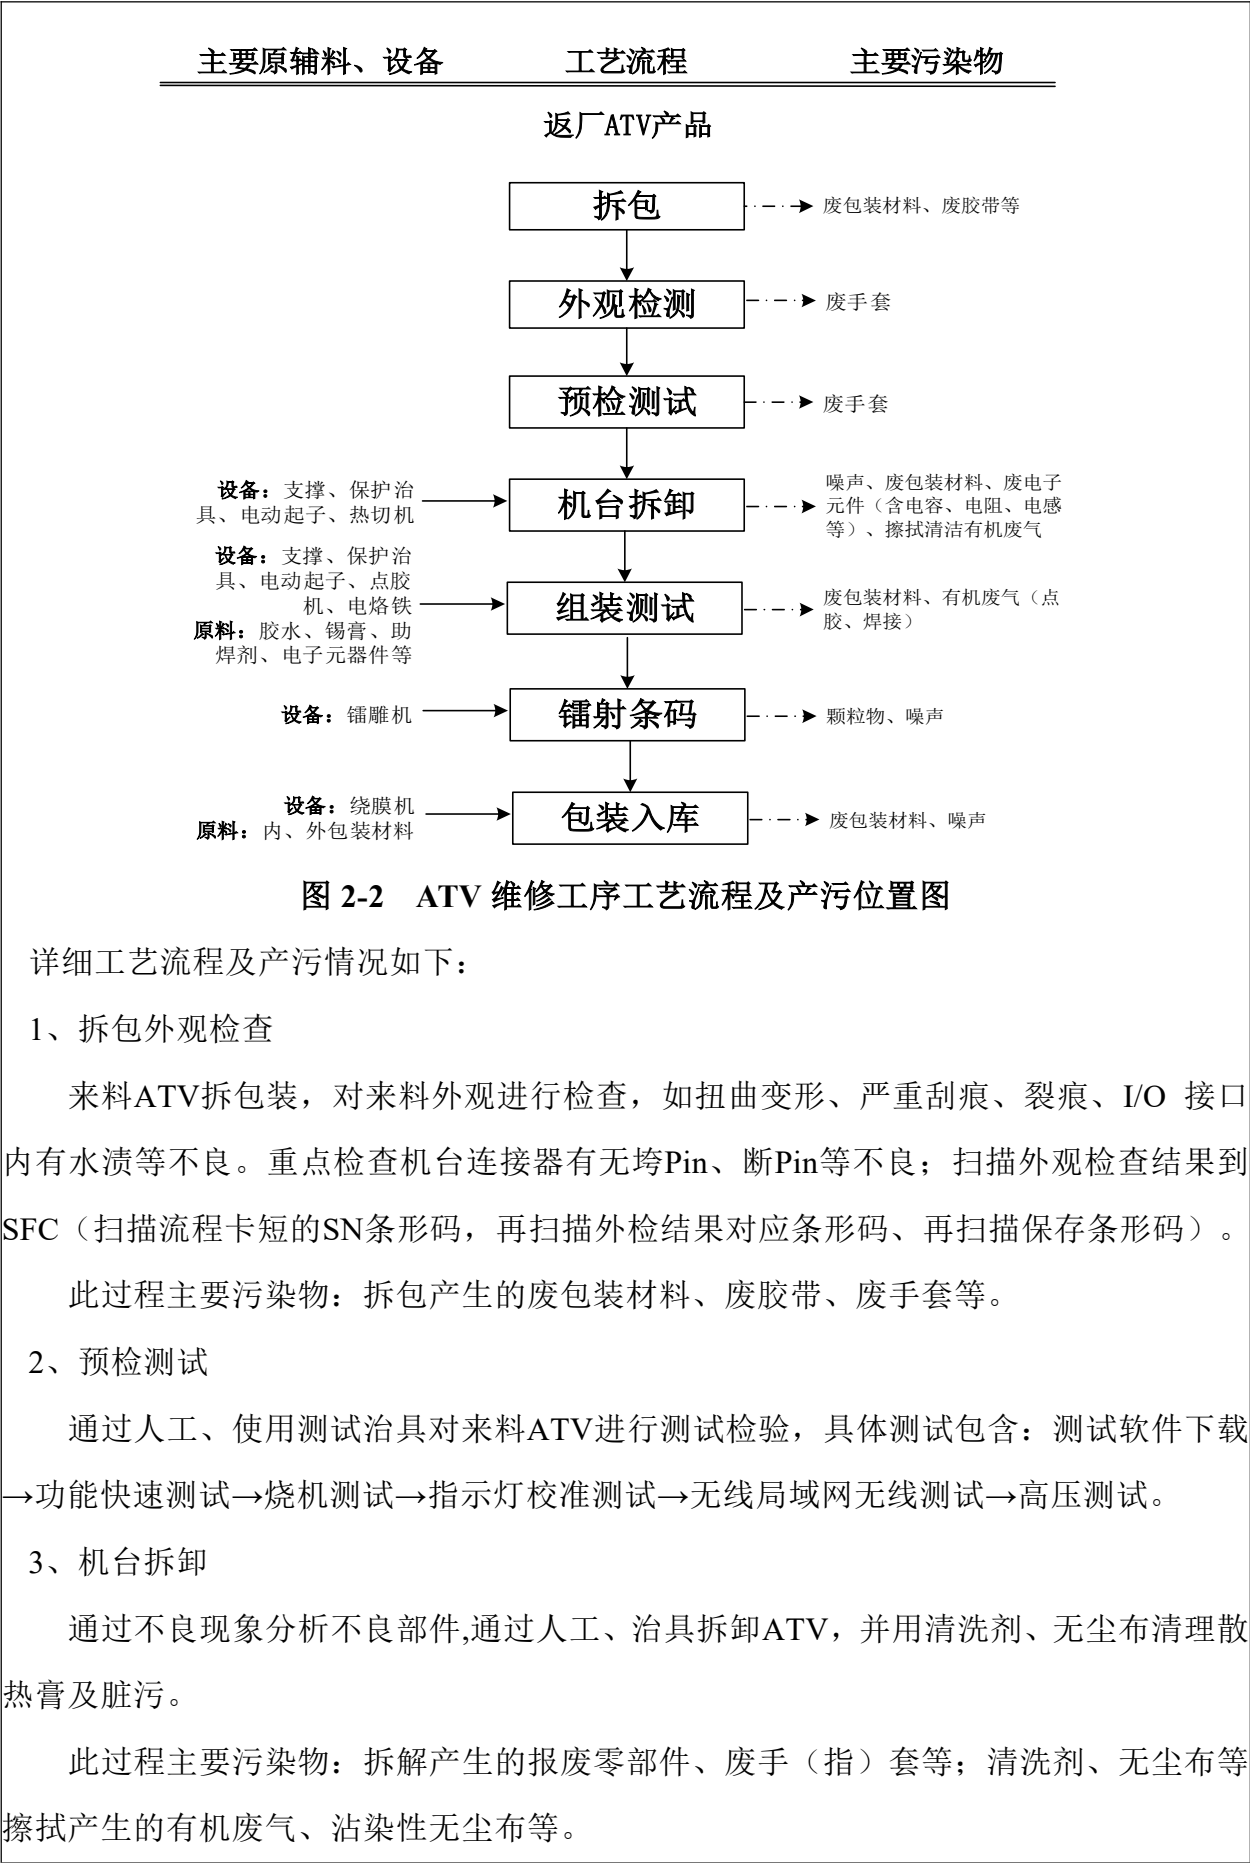 主要原辅料、设备 工艺流程 主要污染物
返厂ATV产品
拆包
废包装材料、废胶带等
外观检测
废手套
预检测试
废手套
设备：支撑、保护治
具、电动起子、热切机
机台拆卸
噪声、废包装材料、废电子
元件（含电容、电阻、电感
等）、擦拭清洁有机废气
设备：支撑、保护治
具、电动起子、点胶
机、电烙铁
原料：胶水、锡膏、助
焊剂、电子元器件等
组装测试
废包装材料、有机废气（点
胶、焊接）
设备：镭雕机
镭射条码
颗粒物、噪声
设备：绕膜机
原料：内、外包装材料
包装入库
废包装材料、噪声
图 2-2 ATV 维修工序工艺流程及产污位置图
详细工艺流程及产污情况如下：
1、拆包外观检查
来料ATV拆包装，对来料外观进行检查，如扭曲变形、严重刮痕、裂痕、I/O 接口
内有水渍等不良。重点检查机台连接器有无垮Pin、断Pin等不良；扫描外观检查结果到
SFC（扫描流程卡短的SN条形码，再扫描外检结果对应条形码、再扫描保存条形码）。
此过程主要污染物：拆包产生的废包装材料、废胶带、废手套等。
2、预检测试
通过人工、使用测试治具对来料ATV进行测试检验，具体测试包含：测试软件下载
→功能快速测试→烧机测试→指示灯校准测试→无线局域网无线测试→高压测试。
3、机台拆卸
通过不良现象分析不良部件,通过人工、治具拆卸ATV，并用清洗剂、无尘布清理散
热膏及脏污。
此过程主要污染物：拆解产生的报废零部件、废手（指）套等；清洗剂、无尘布等
擦拭产生的有机废气、沾染性无尘布等。